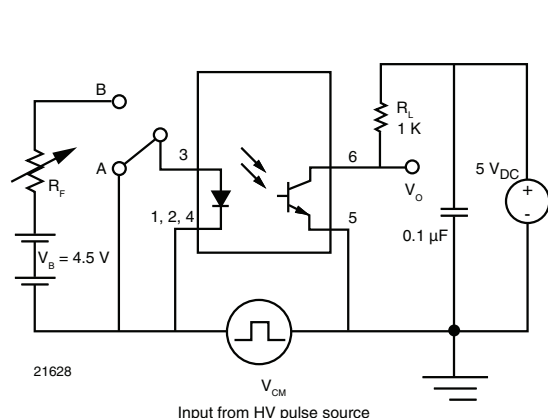 B
A
R_F
V_B = 4.5 V
3
1, 2, 4
6
5
R_L
1 K
V_O
5 V_DC
+
-
0.1 µF
21628
V_CM
Input from HV pulse source